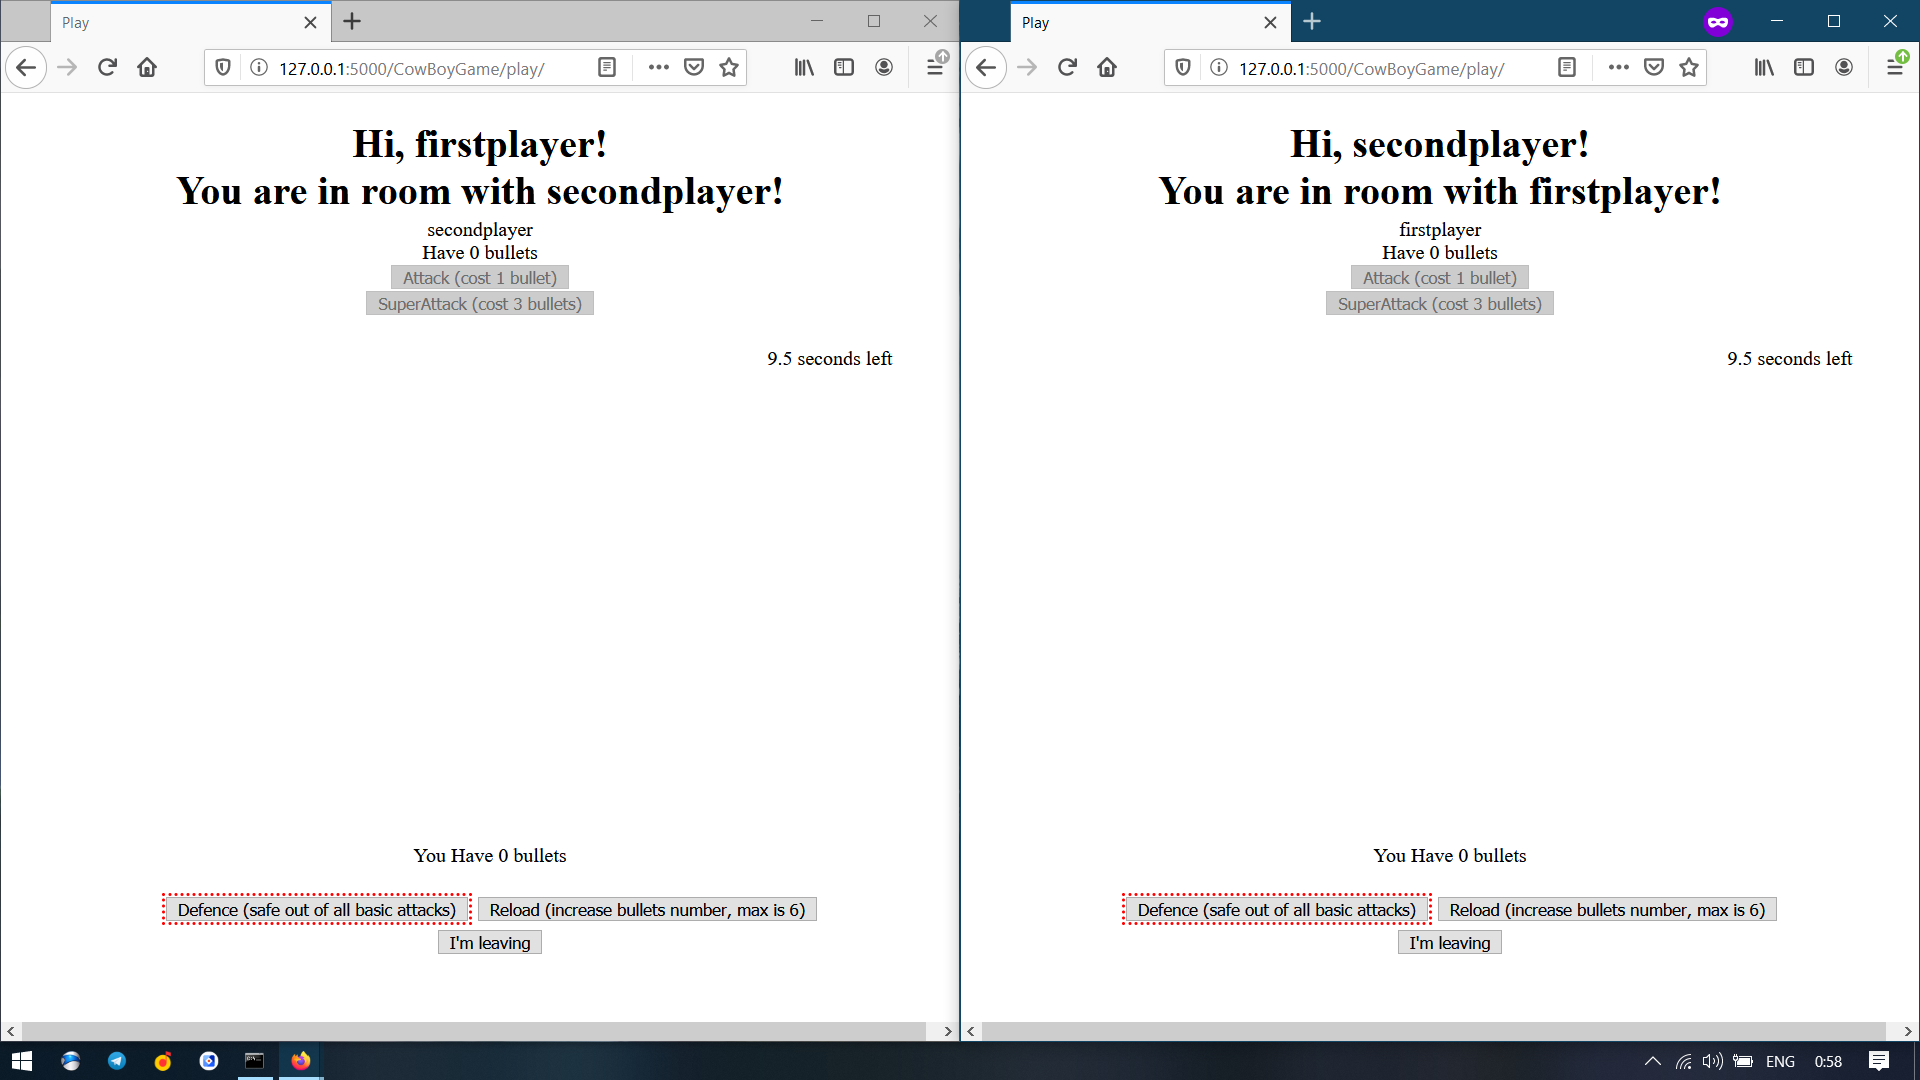 Play
127.0.0.1:5000/CowBoyGame/play/
Hi, firstplayer!
You are in room with secondplayer!
secondplayer
Have 0 bullets
Attack (cost 1 bullet)
SuperAttack (cost 3 bullets)
9.5 seconds left
You Have 0 bullets
Defence (safe out of all basic attacks)
Reload (increase bullets number, max is 6)
I'm leaving
Play
127.0.0.1:5000/CowBoyGame/play/
Hi, secondplayer!
You are in room with firstplayer!
firstplayer
Have 0 bullets
Attack (cost 1 bullet)
SuperAttack (cost 3 bullets)
9.5 seconds left
You Have 0 bullets
Defence (safe out of all basic attacks)
Reload (increase bullets number, max is 6)
I'm leaving
ENG
0:58